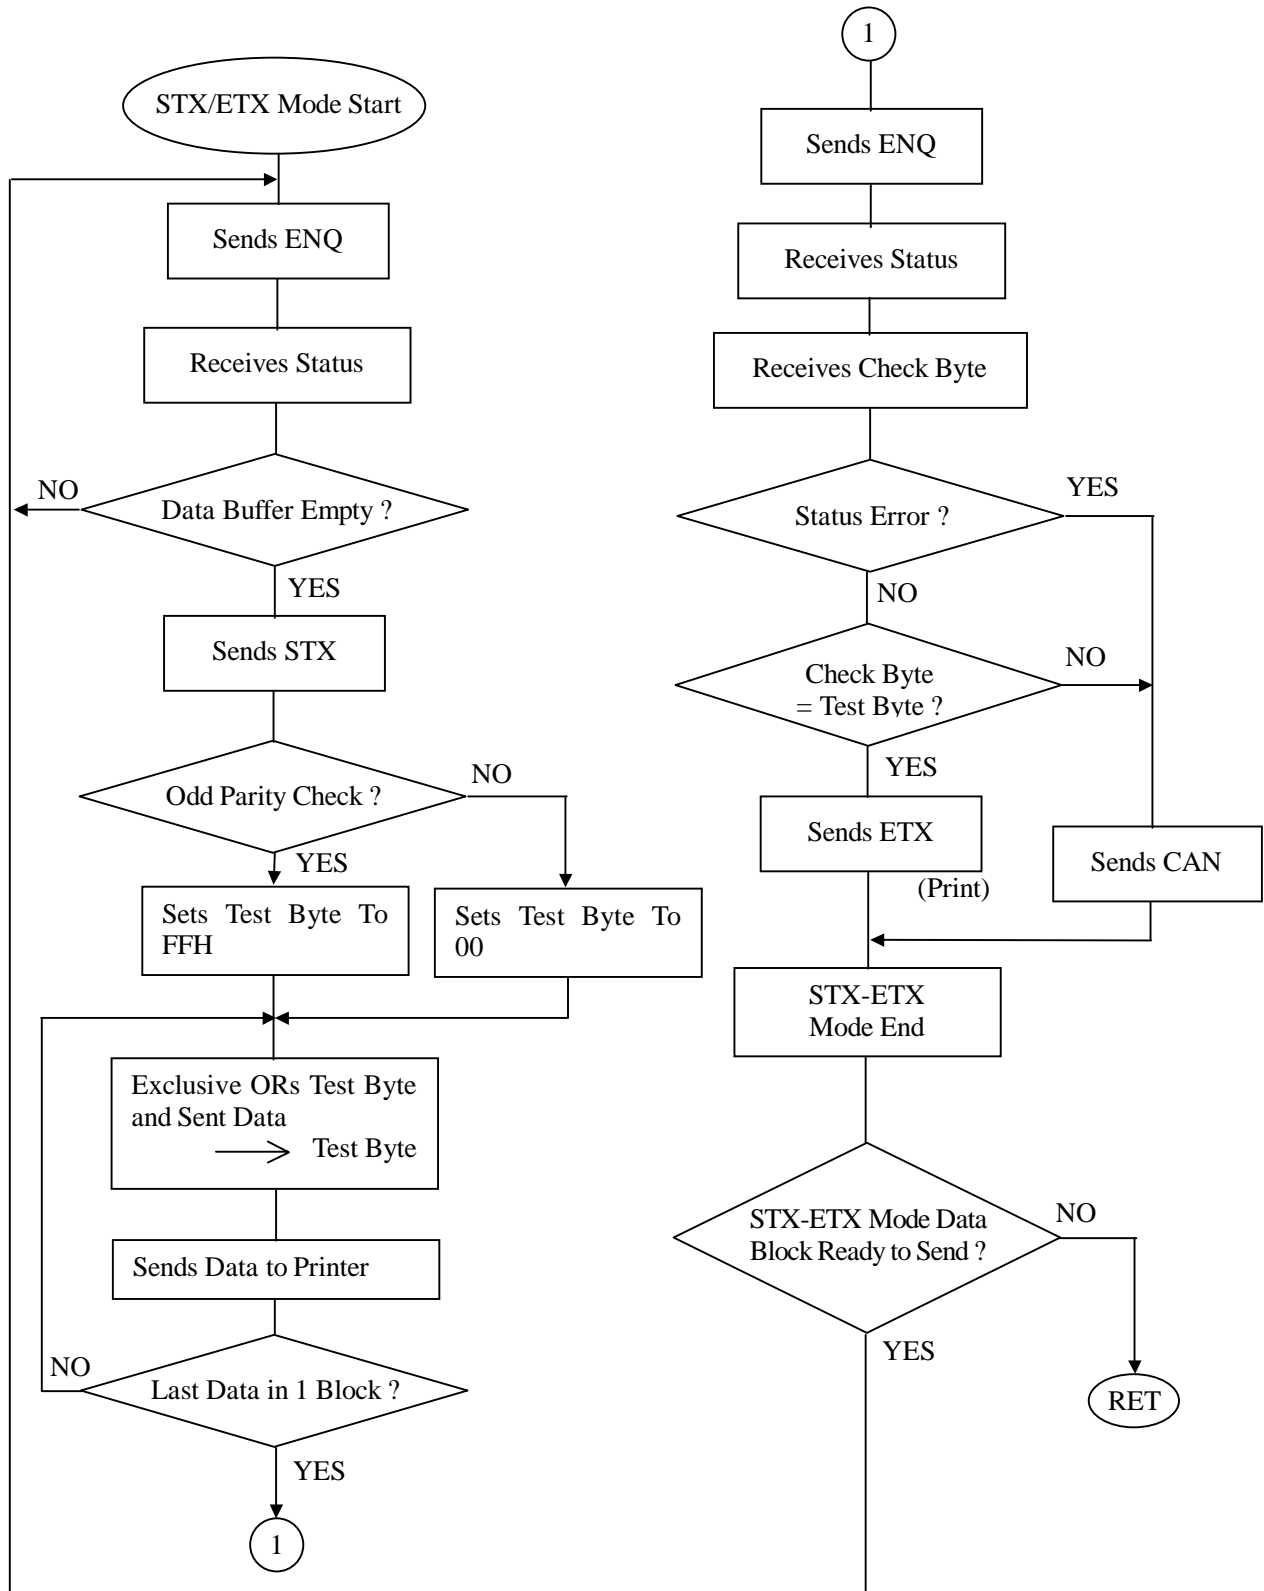 STX/ETX Mode Start
Sends ENQ
Receives Status
Data Buffer Empty ?
NO
YES
Sends STX
Odd Parity Check ?
NO
YES
Sets Test Byte To
FFH
Sets Test Byte To
00
Exclusive ORs Test Byte
and Sent Data
Test Byte
Sends Data to Printer
Last Data in 1 Block ?
NO
YES
1
1
Sends ENQ
Receives Status
Receives Check Byte
Status Error ?
YES
NO
Check Byte
= Test Byte ?
NO
YES
Sends ETX
(Print)
Sends CAN
STX-ETX
Mode End
STX-ETX Mode Data
Block Ready to Send ?
NO
YES
RET